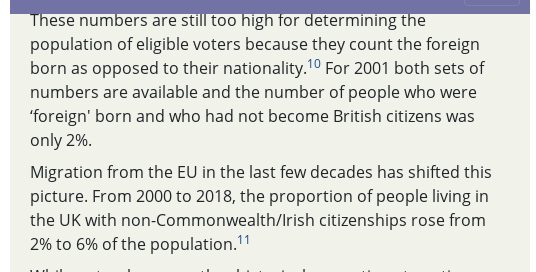 These numbers are still too high for determining the
population of eligible voters because they count the foreign
born as opposed to their nationality.10 For 2001 both sets of
numbers are available and the number of people who were
‘foreign' born and who had not become British citizens was
only 2%.
Migration from the EU in the last few decades has shifted this
picture. From 2000 to 2018, the proportion of people living in
the UK with non-Commonwealth/Irish citizenships rose from
2% to 6% of the population.11